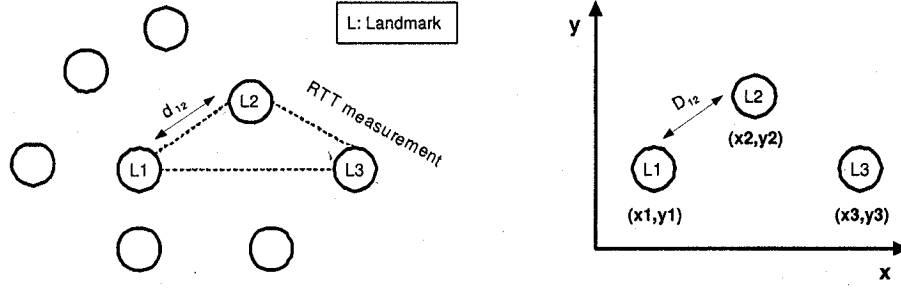 L: Landmark
d12
L2
RTT measurement
L1
L3
y
D12
L2
(x2,y2)
L1
L3
(x1,y1)
(x3,y3)
x